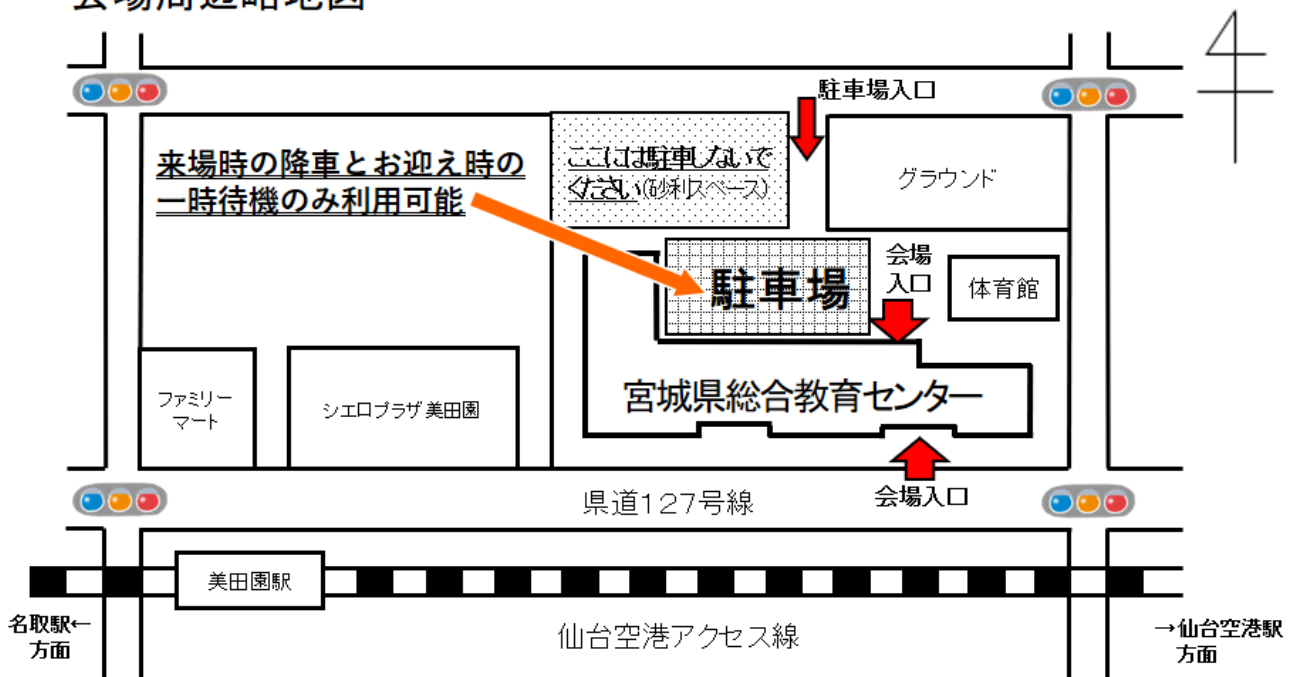 会場周辺略地図
駐車場入口
来場時の降車とお迎え時の
一時待機のみ利用可能
ここには駐車しないで
ください(砂利スペース)
グラウンド
駐車場
会場
入口
体育館
ファミリー
マート
シエロプラザ美田園
宮城県総合教育センター
県道127号線
会場入口
美田園駅
名取駅←
方面
仙台空港アクセス線
→仙台空港駅
方面